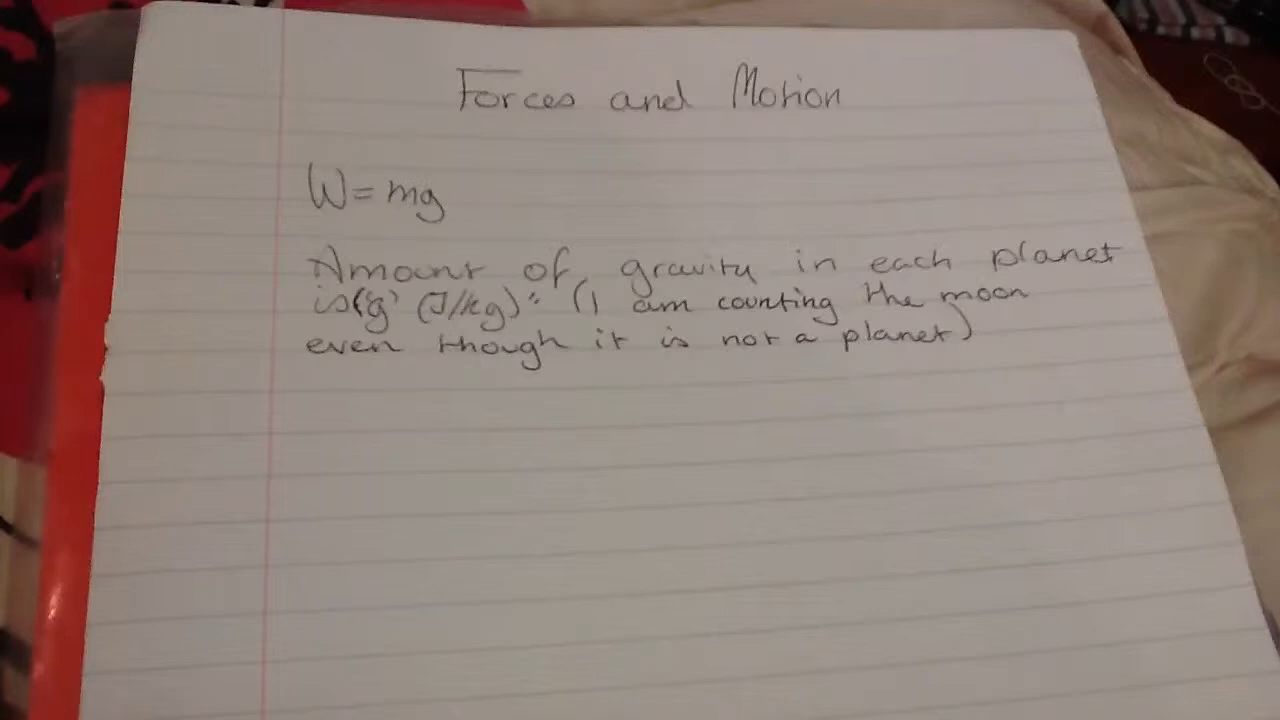 Forces and Motion
W=mg
Amount of gravity in each planet
is 'g' (J/kg): (I am counting the moon
even though it is not a planet)